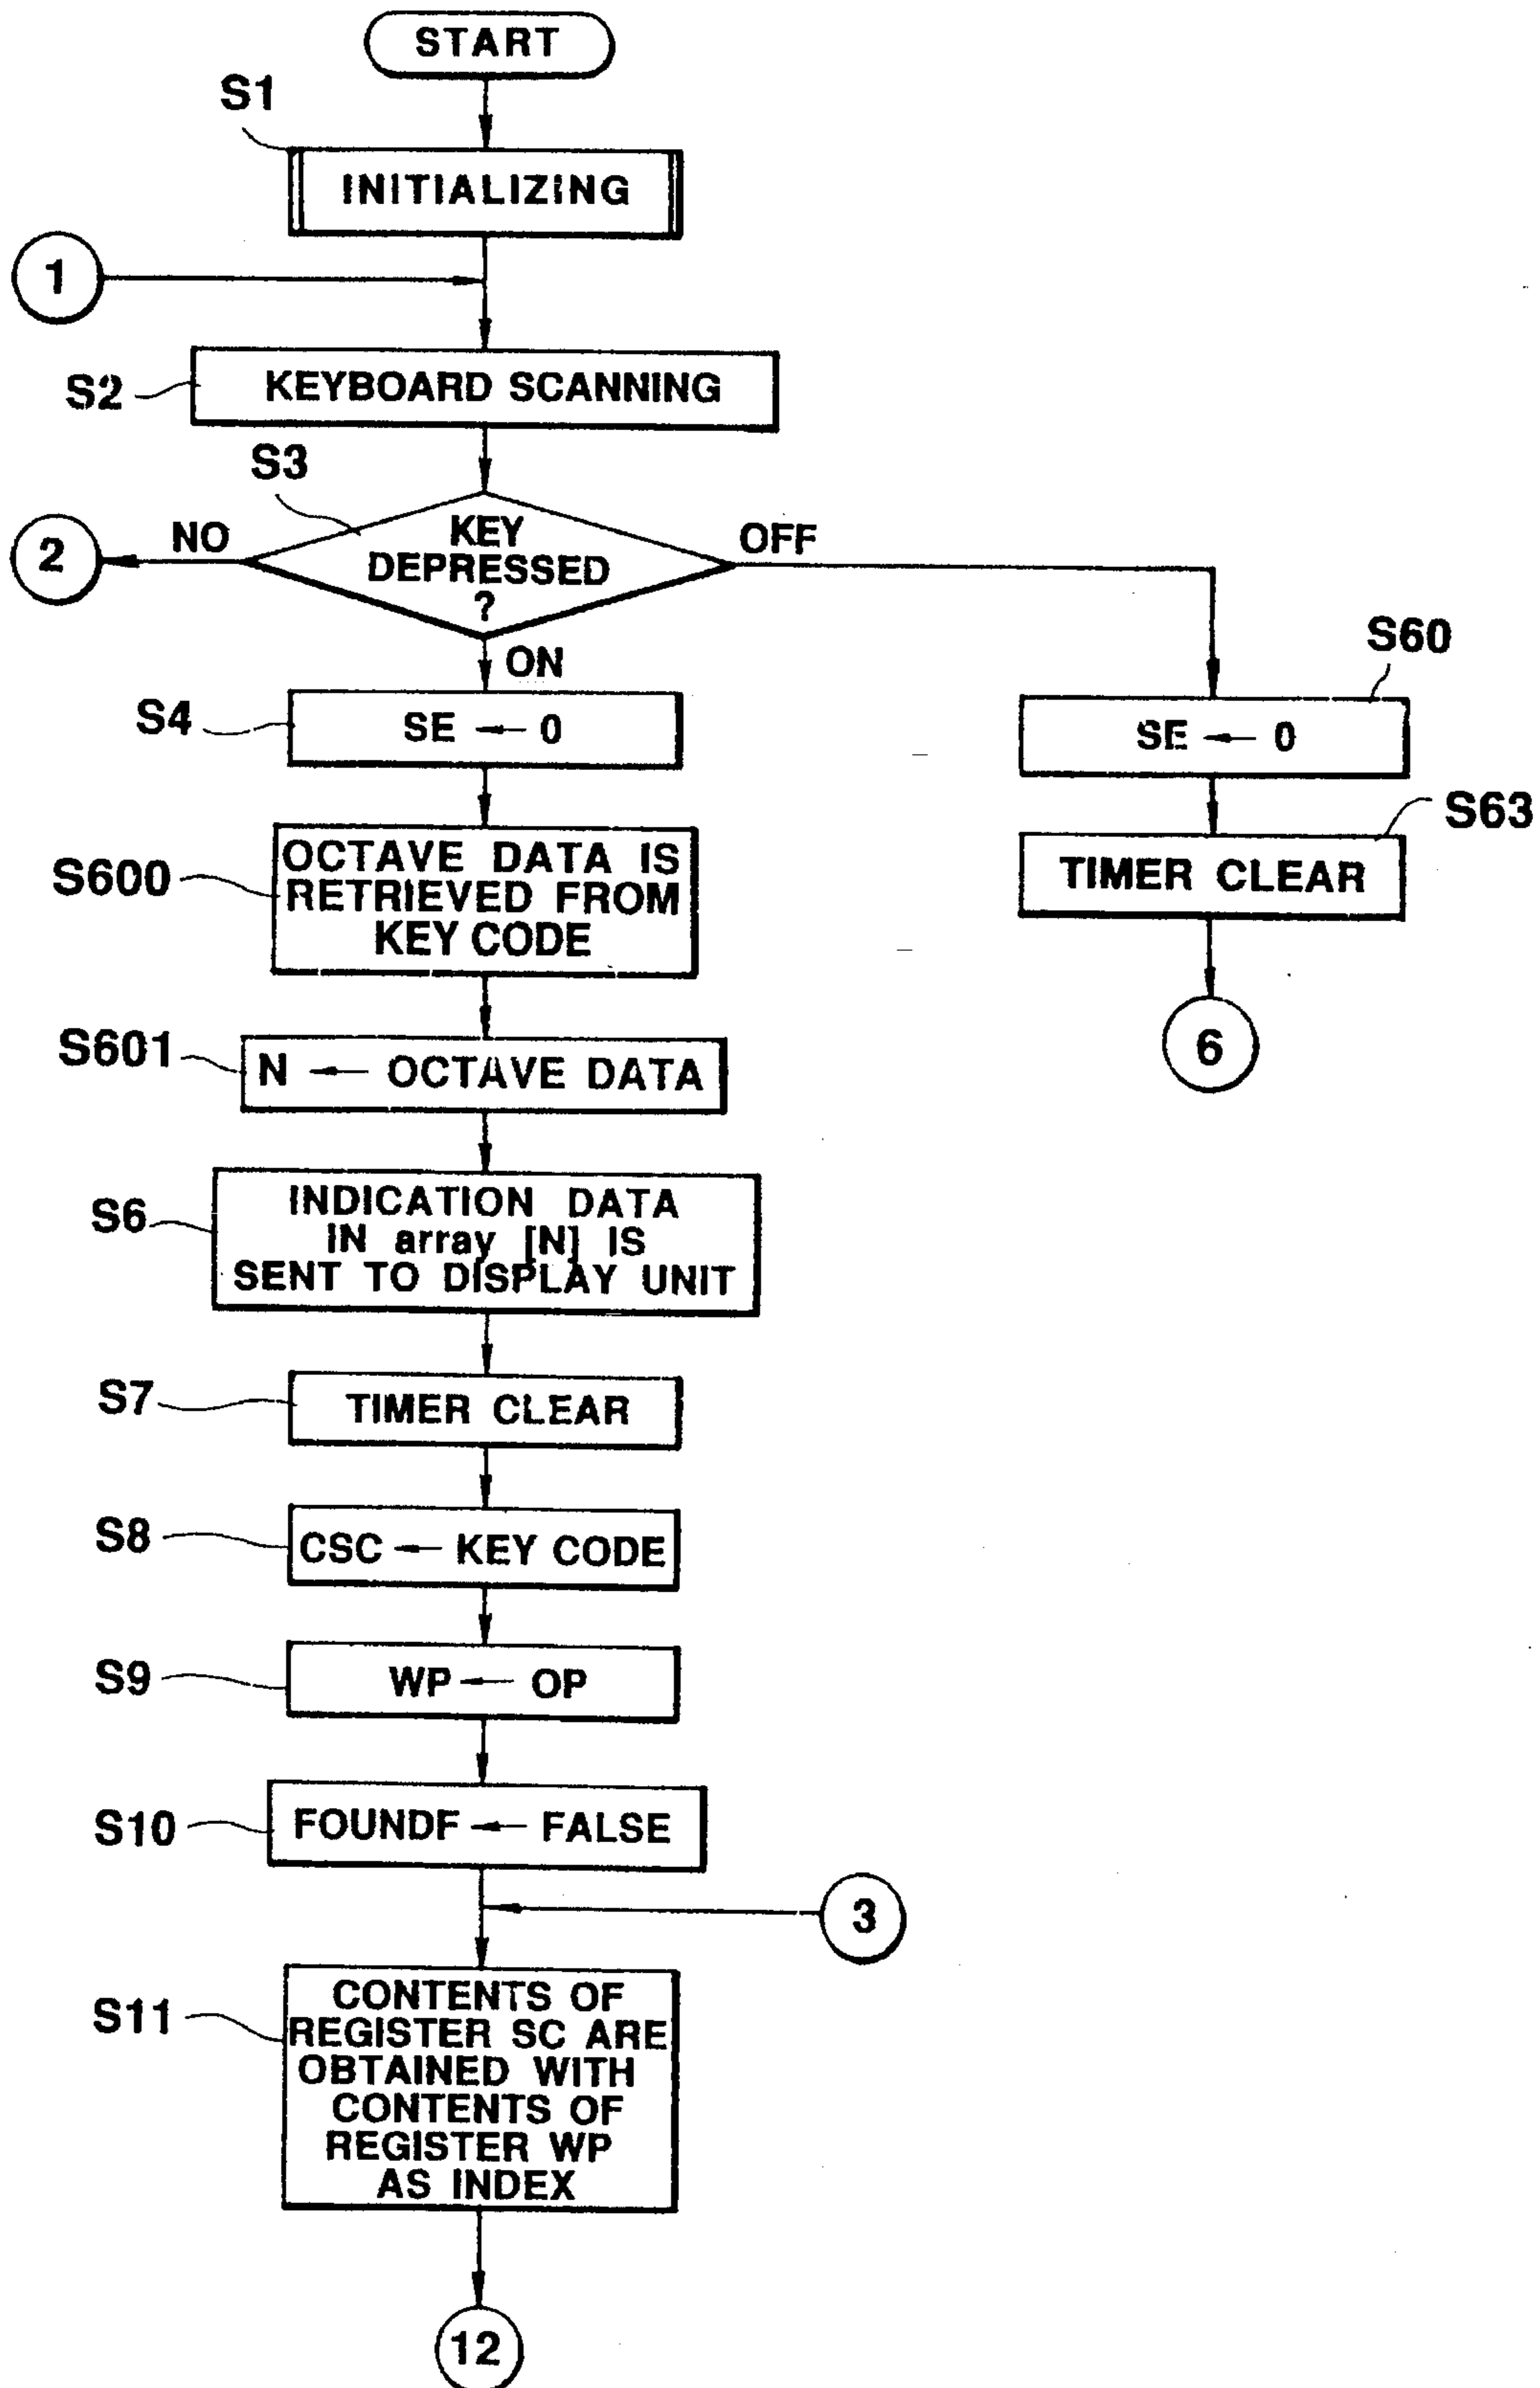 START
S1
INITIALIZING
1
S2
KEYBOARD SCANNING
S3
NO
2
KEY
DEPRESSED
?
OFF
ON
S4
SE ← 0
S60
SE ← 0
S63
TIMER CLEAR
6
S600
OCTAVE DATA IS
RETRIEVED FROM
KEY CODE
S601
N ← OCTAVE DATA
S6
INDICATION DATA
IN array [N] IS
SENT TO DISPLAY UNIT
S7
TIMER CLEAR
S8
CSC ← KEY CODE
S9
WP ← OP
S10
FOUNDF ← FALSE
3
S11
CONTENTS OF
REGISTER SC ARE
OBTAINED WITH
CONTENTS OF
REGISTER WP
AS INDEX
12